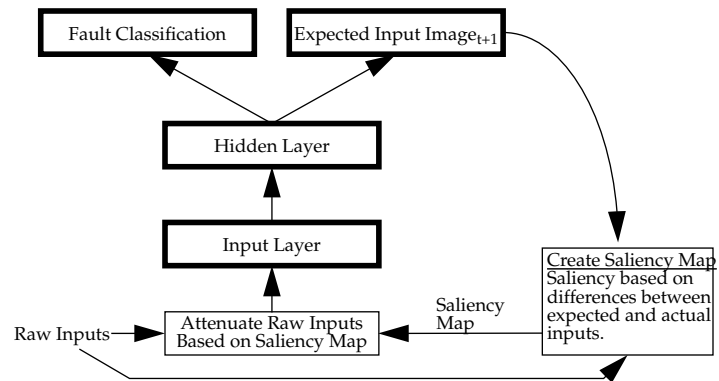 Fault Classification
Expected Input Image t+1
Hidden Layer
Input Layer
Create Saliency Map
Saliency based on
differences between
expected and actual
inputs.
Saliency
Map
Raw Inputs
Attenuate Raw Inputs
Based on Saliency Map